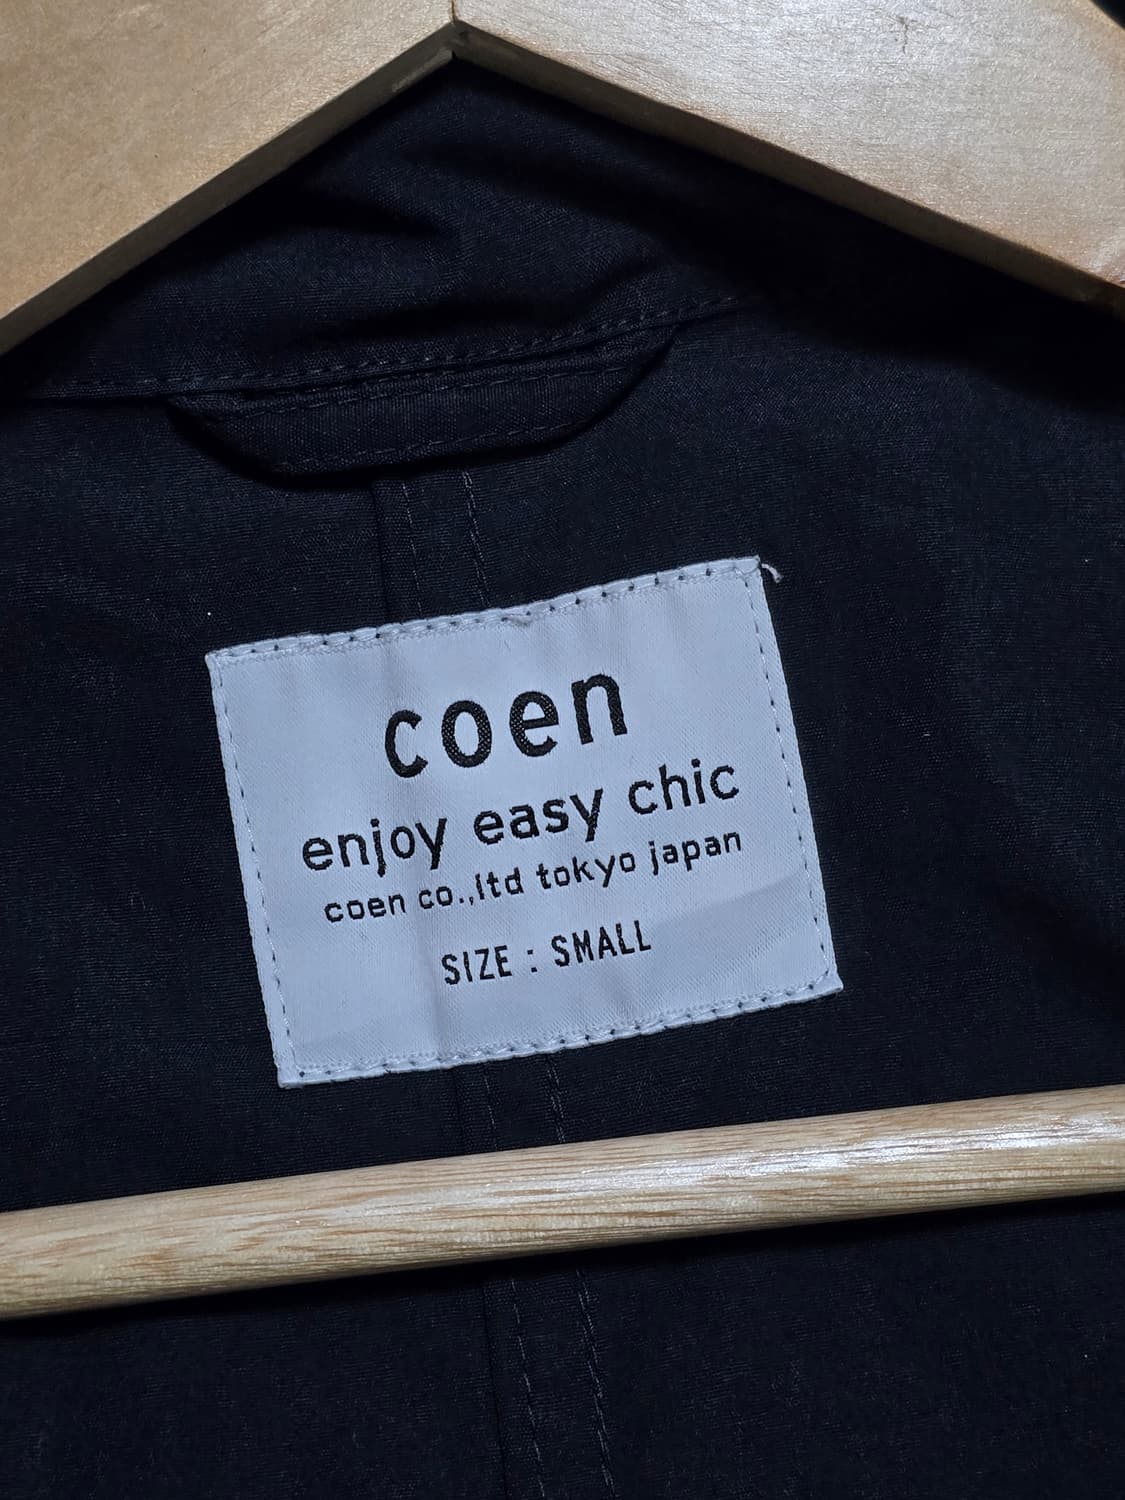 coen
enjoy easy chic
coen co.,ltd tokyo japan
SIZE : SMALL